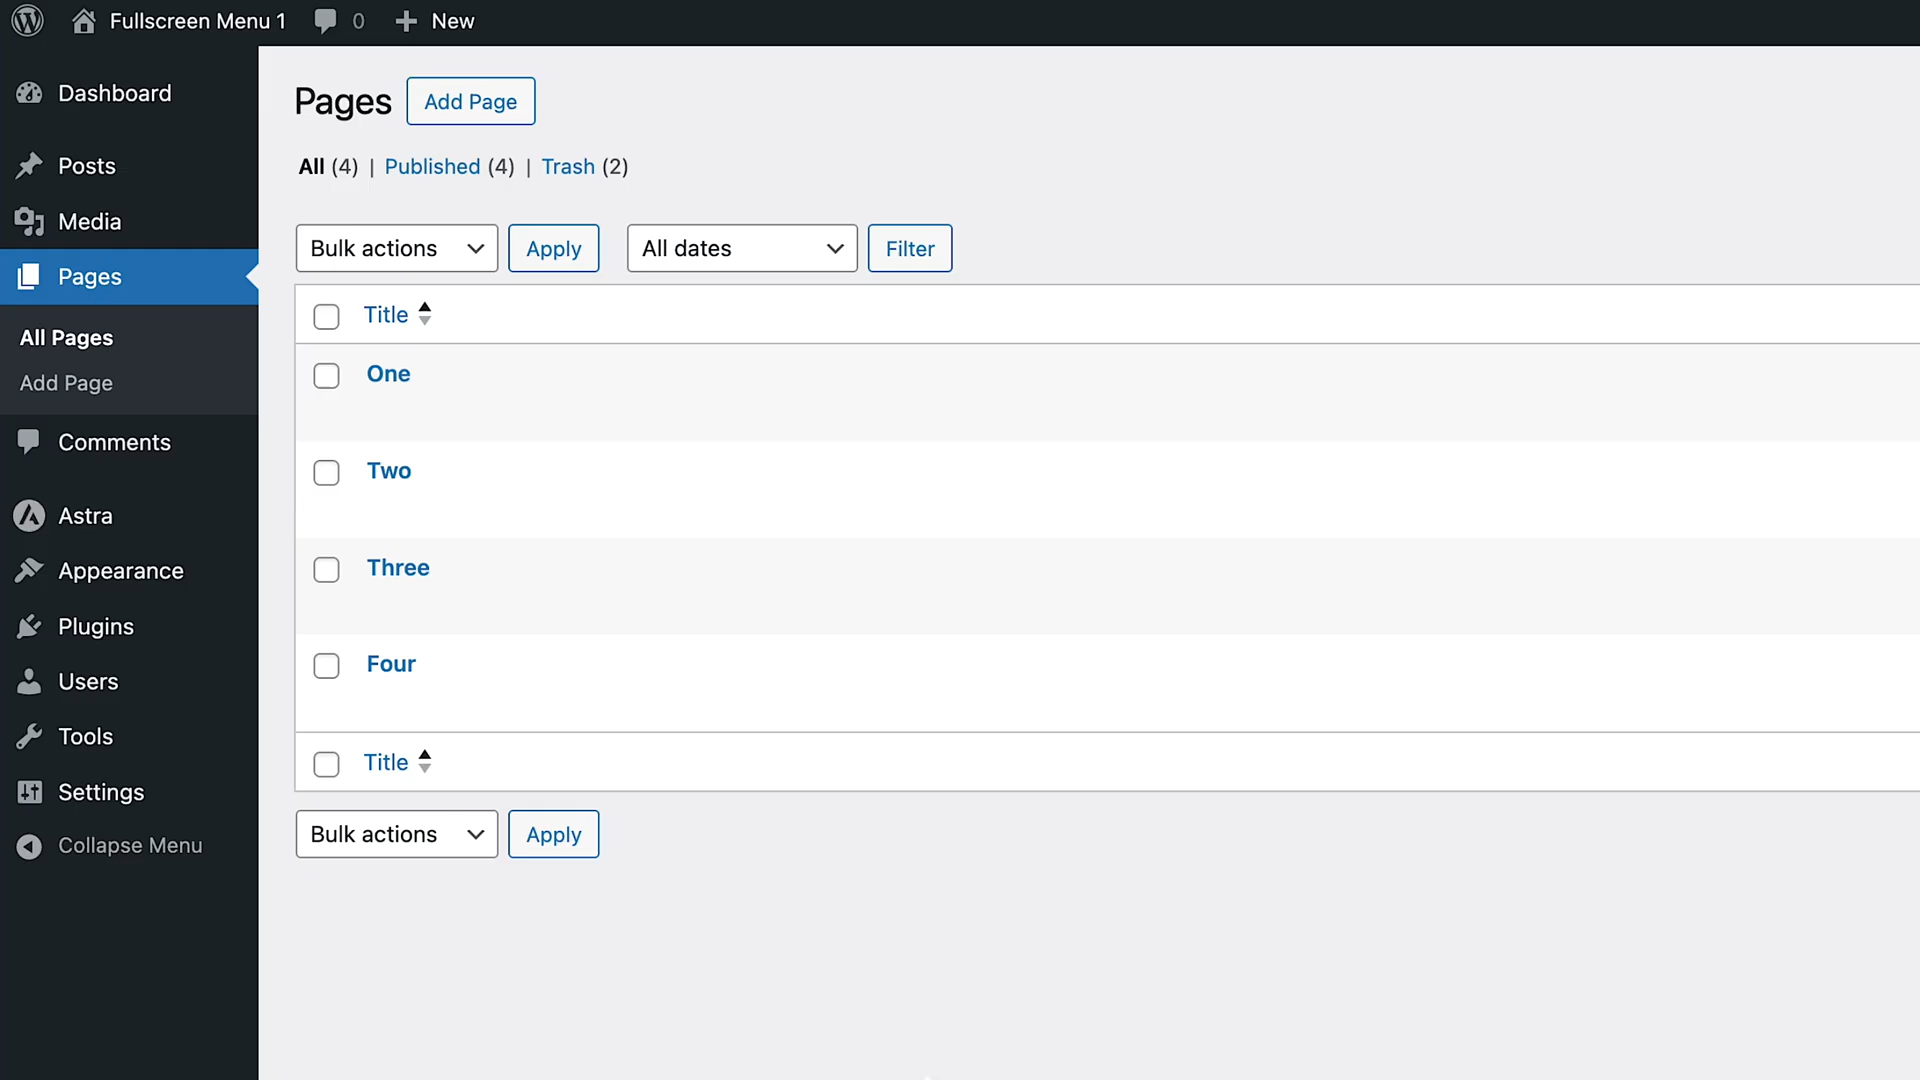 Fullscreen Menu 1 0 New
Dashboard
Posts
Media
Pages
All Pages
Add Page
Comments
Astra
Appearance
Plugins
Users
Tools
Settings
Collapse Menu
Pages Add Page
All (4) | Published (4) | Trash (2)
Bulk actions Apply All dates Filter
Title
One
Two
Three
Four
Title
Bulk actions Apply